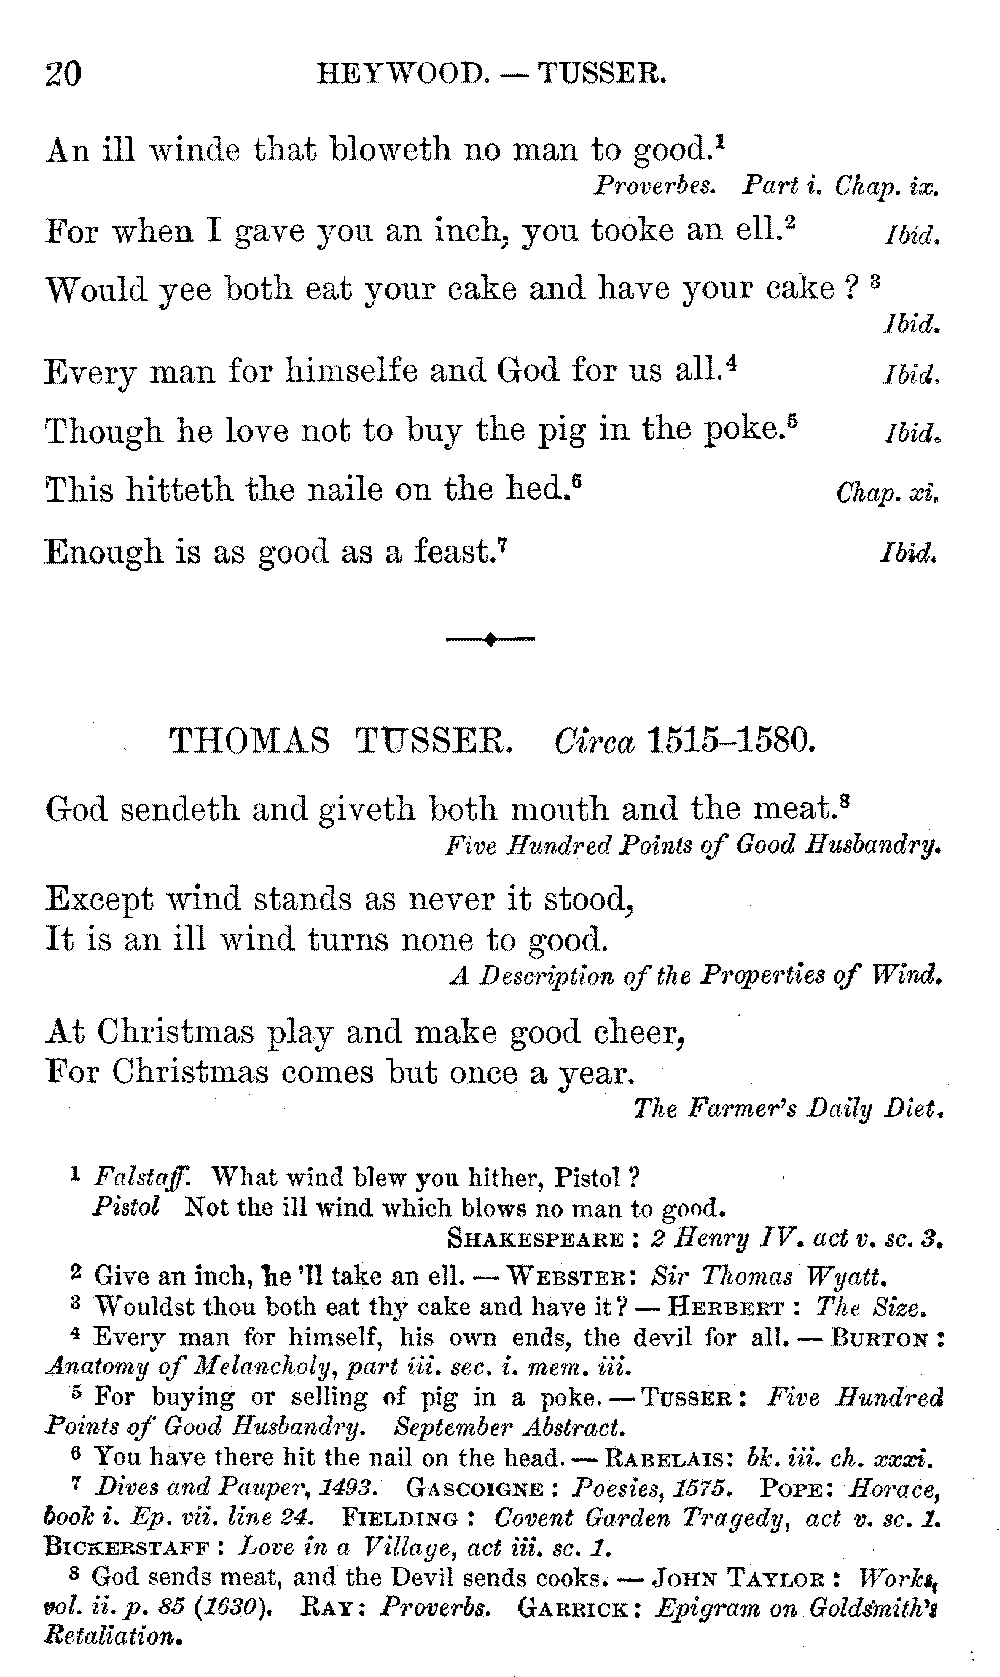 20 HEYWOOD. — TUSSER.
An ill winde that bloweth no man to good.¹
Proverbes. Part i. Chap. ix.
For when I gave you an inch, you tooke an ell.² Ibid.
Would yee both eat your cake and have your cake ? ³
Ibid.
Every man for himselfe and God for us all.⁴ Ibid.
Though he love not to buy the pig in the poke.⁵ Ibid.
This hitteth the naile on the hed.⁶ Chap. xi.
Enough is as good as a feast.⁷ Ibid.
THOMAS TUSSER. Circa 1515–1580.
God sendeth and giveth both mouth and the meat.⁸
Five Hundred Points of Good Husbandry.
Except wind stands as never it stood,
It is an ill wind turns none to good.
A Description of the Properties of Wind.
At Christmas play and make good cheer,
For Christmas comes but once a year.
The Farmer's Daily Diet.
¹ Falstaff. What wind blew you hither, Pistol ?
Pistol Not the ill wind which blows no man to good.
SHAKESPEARE : 2 Henry IV. act v. sc. 3.
² Give an inch, he 'll take an ell. — WEBSTER: Sir Thomas Wyatt.
³ Wouldst thou both eat thy cake and have it? — HERBERT : The Size.
⁴ Every man for himself, his own ends, the devil for all. — BURTON :
Anatomy of Melancholy, part iii. sec. i. mem. iii.
⁵ For buying or selling of pig in a poke. — TUSSER: Five Hundred
Points of Good Husbandry. September Abstract.
⁶ You have there hit the nail on the head. — RABELAIS: bk. iii. ch. xxxi.
⁷ Dives and Pauper, 1493. GASCOIGNE : Poesies, 1575. POPE: Horace,
book i. Ep. vii. line 24. FIELDING : Covent Garden Tragedy, act v. sc. 1.
BICKERSTAFF : Love in a Village, act iii. sc. 1.
⁸ God sends meat, and the Devil sends cooks. — JOHN TAYLOR : Works,
vol. ii. p. 85 (1630). RAY: Proverbs. GARRICK: Epigram on Goldsmith's
Retaliation.